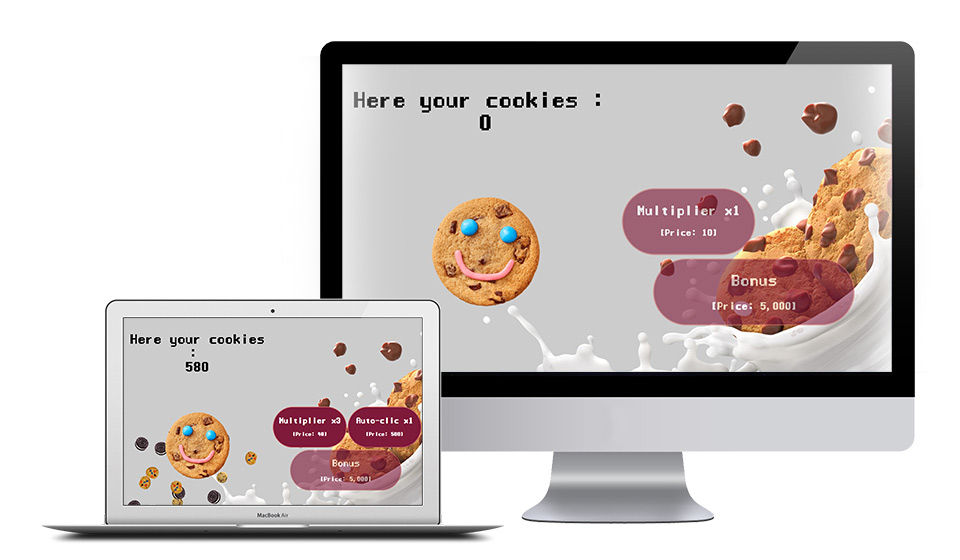 Here your cookies :
0
Multiplier x1
[Price: 10]
Bonus
[Price: 5,000]
Here your cookies
:
580
Multiplier x3
[Price: 40]
Auto-clic x1
[Price: 500]
Bonus
[Price: 5,000]
MacBook Air